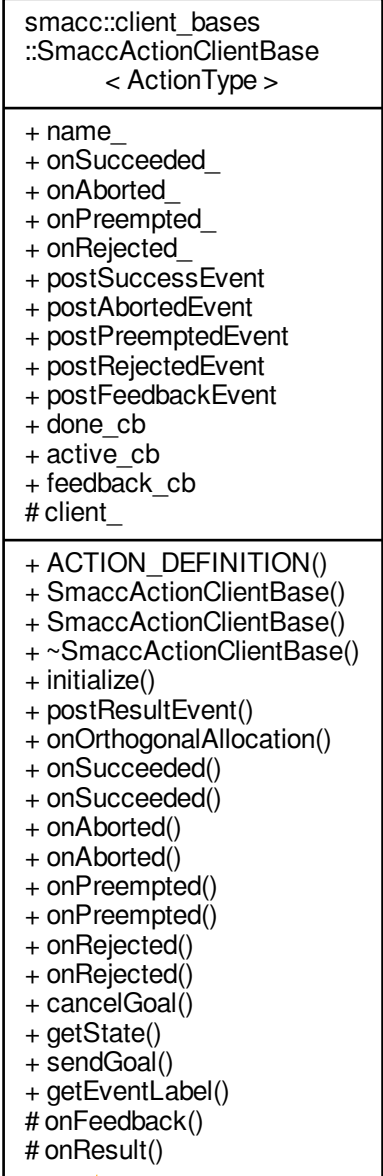 smacc::client_bases
::SmaccActionClientBase
< ActionType >
+ name_
+ onSucceeded_
+ onAborted_
+ onPreempted_
+ onRejected_
+ postSuccessEvent
+ postAbortedEvent
+ postPreemptedEvent
+ postRejectedEvent
+ postFeedbackEvent
+ done_cb
+ active_cb
+ feedback_cb
# client_
+ ACTION_DEFINITION()
+ SmaccActionClientBase()
+ SmaccActionClientBase()
+ ~SmaccActionClientBase()
+ initialize()
+ postResultEvent()
+ onOrthogonalAllocation()
+ onSucceeded()
+ onSucceeded()
+ onAborted()
+ onAborted()
+ onPreempted()
+ onPreempted()
+ onRejected()
+ onRejected()
+ cancelGoal()
+ getState()
+ sendGoal()
+ getEventLabel()
# onFeedback()
# onResult()